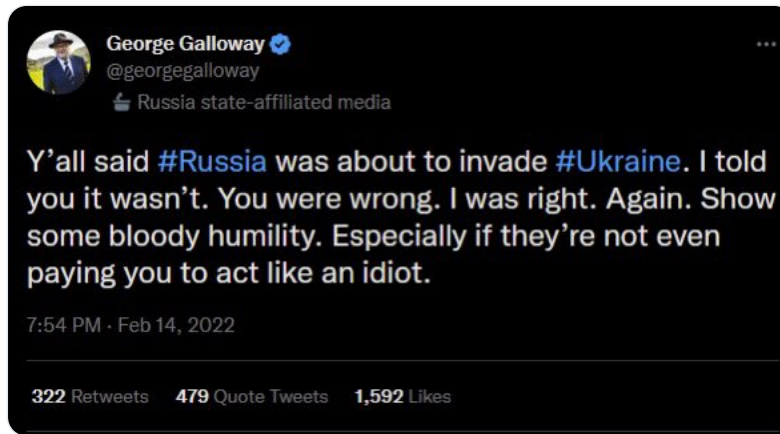 George Galloway
@georgegalloway
Russia state-affiliated media
Y’all said #Russia was about to invade #Ukraine. I told
you it wasn’t. You were wrong. I was right. Again. Show
some bloody humility. Especially if they’re not even
paying you to act like an idiot.
7:54 PM · Feb 14, 2022
322 Retweets 479 Quote Tweets 1,592 Likes